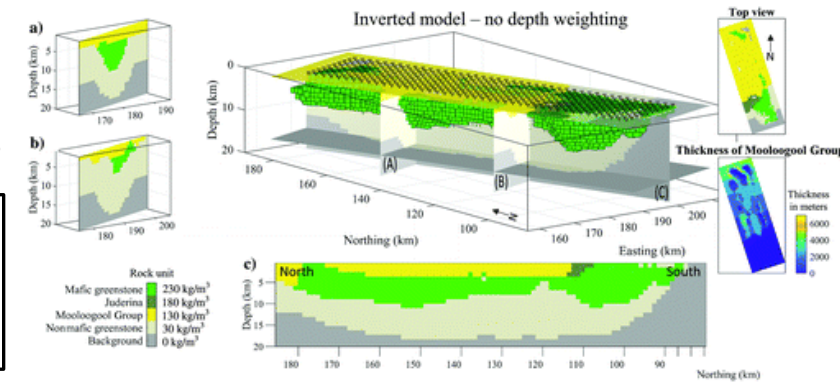 Inverted model – no depth weighting
Top view
N
a)
Depth (km)
5
10
15
20
170
180
190
b)
Depth (km)
5
10
15
20
180
190
200
Depth (km)
0
10
20
(A)
(B)
(C)
180
160
140
120
100
Northing (km)
N
160
170
180
190
200
Easting (km)
Thickness of Mooloogool Group
Thickness
in meters
6000
4000
2000
0
Rock unit
Mafic greenstone 230 kg/m³
Juderina 180 kg/m³
Mooloogool Group 130 kg/m³
Nonmafic greenstone 30 kg/m³
Background 0 kg/m³
c)
North
South
Depth (km)
5
10
15
20
180
170
160
150
140
130
120
110
100
90
Northing (km)